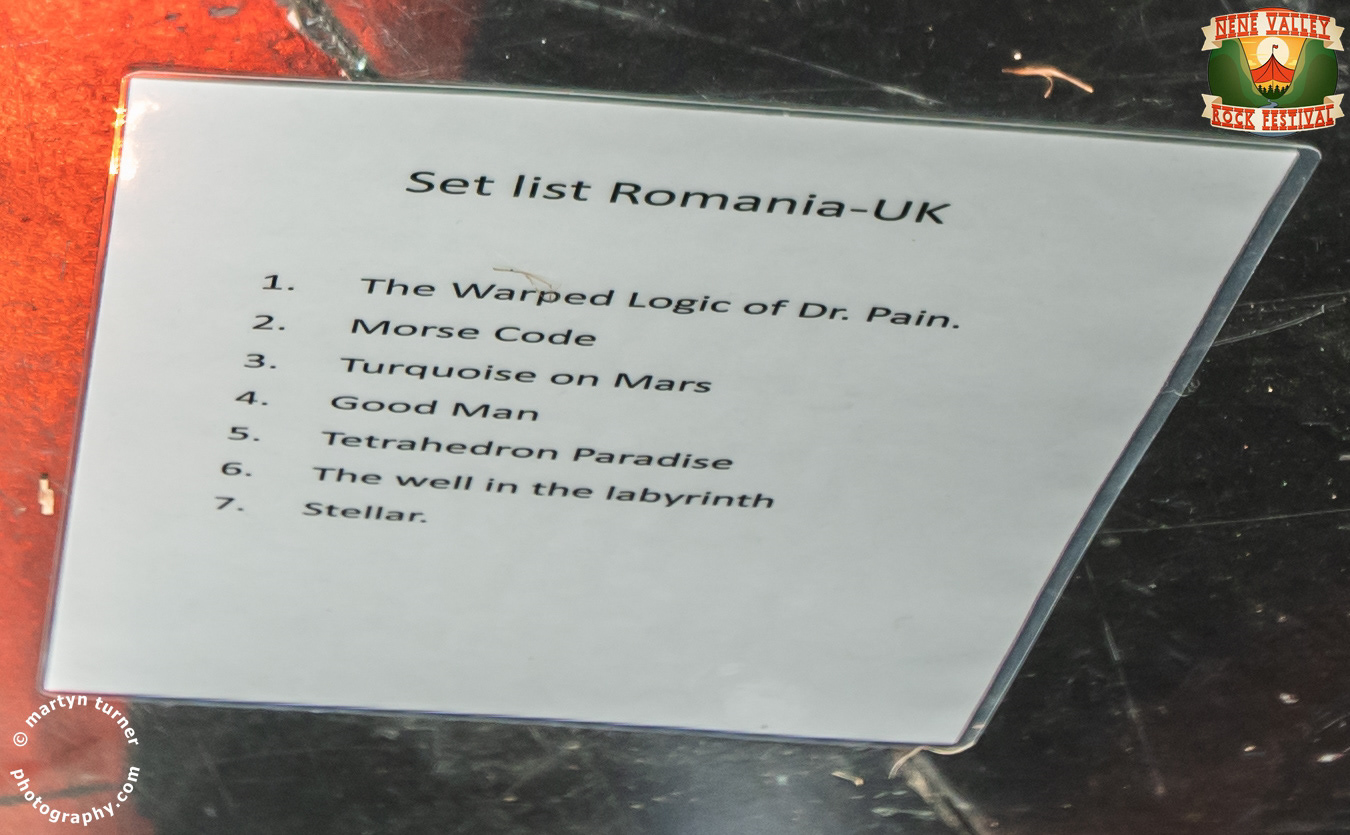 NENE VALLEY
ROCK FESTIVAL
Set list Romania-UK
1. The Warped Logic of Dr. Pain.
2. Morse Code
3. Turquoise on Mars
4. Good Man
5. Tetrahedron Paradise
6. The well in the labyrinth
7. Stellar.
© martyn turner
photography.com